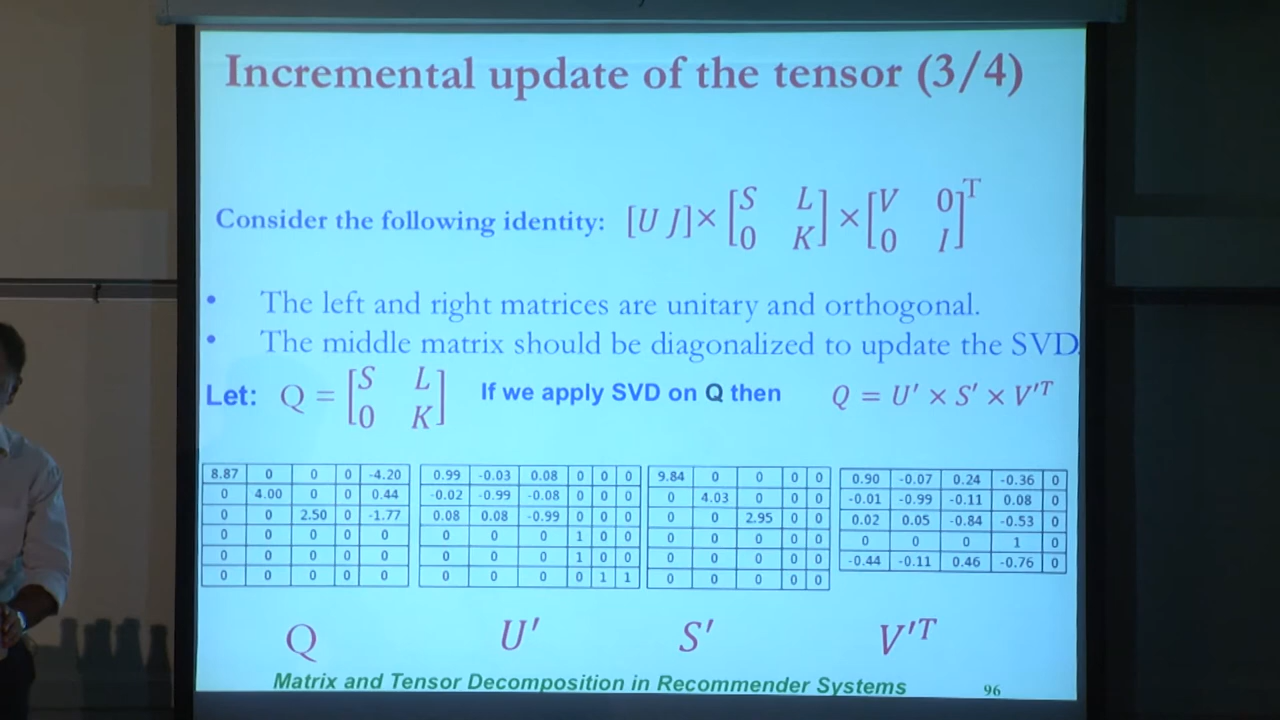 Incremental update of the tensor (3/4)
Consider the following identity: [U J] × [S L 0 K] × [V 0 0 I]ᵀ
• The left and right matrices are unitary and orthogonal.
• The middle matrix should be diagonalized to update the SVD.
Let: Q = [S L 0 K] If we apply SVD on Q then Q = U′ × S′ × V′ᵀ
8.87 0 0 0 -4.20
0 4.00 0 0 0.44
0 0 2.50 0 -1.77
0 0 0 0 0
0 0 0 0 0
0 0 0 0 0
0.99 -0.03 0.08 0 0 0
-0.02 -0.99 -0.08 0 0 0
0.08 0.08 -0.99 0 0 0
0 0 0 1 0 0
0 0 0 1 0 0
0 0 0 0 1 1
9.84 0 0 0 0
0 4.03 0 0 0
0 0 2.95 0 0
0 0 0 0 0
0 0 0 0 0
0 0 0 0 0
0.90 -0.07 0.24 -0.36 0
-0.01 -0.99 -0.11 0.08 0
0.02 0.05 -0.84 -0.53 0
0 0 0 1 0
-0.44 -0.11 0.46 -0.76 0
Q U′ S′ V′ᵀ
Matrix and Tensor Decomposition in Recommender Systems 96